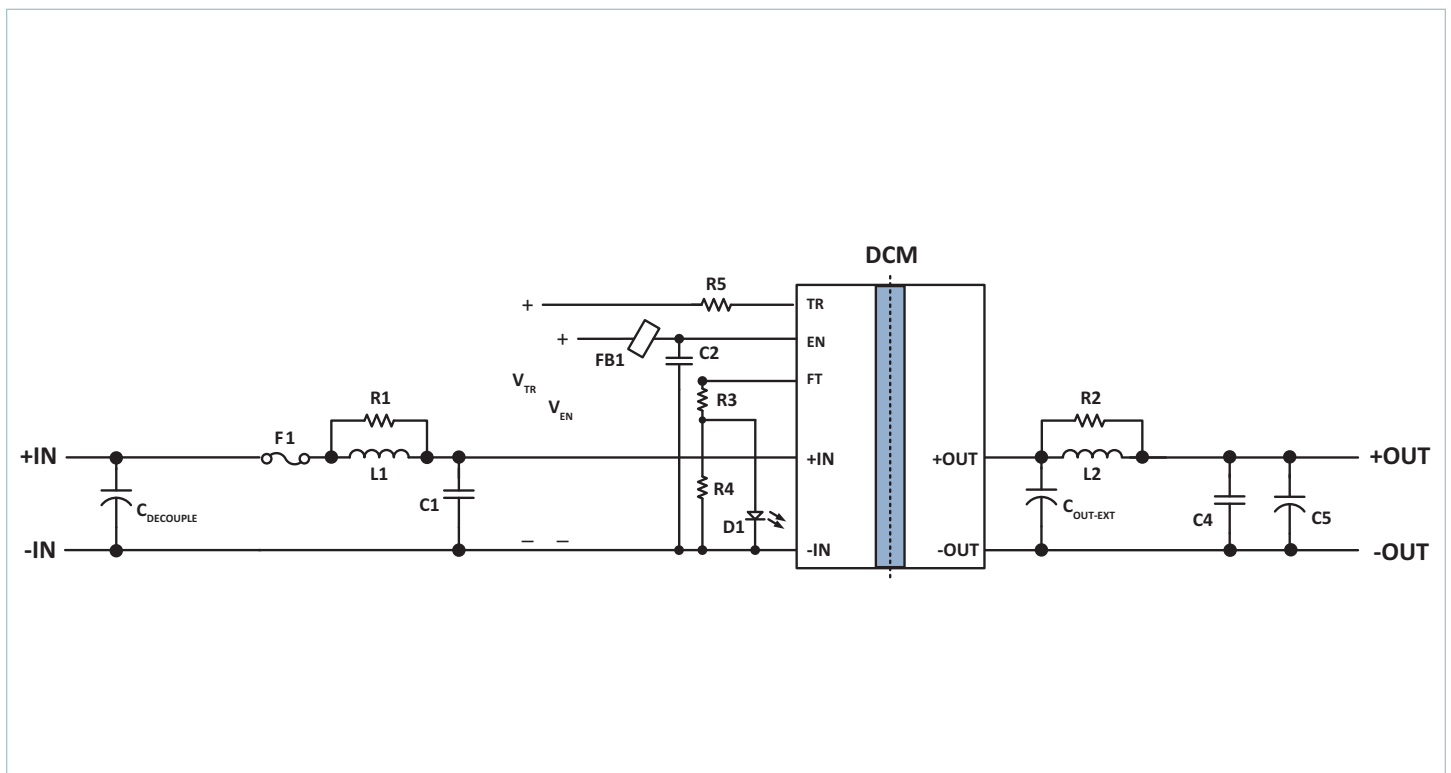 DCM
R5
+
TR
+
EN
FB1
C2
FT
V_TR
R3
V_EN
R1
R2
F1
+IN
L1
+IN
+OUT
L2
+OUT
R4
C_DECOUPLE
C1
D1
C_OUT-EXT
C4
C5
-IN
– –
-IN
-OUT
-OUT